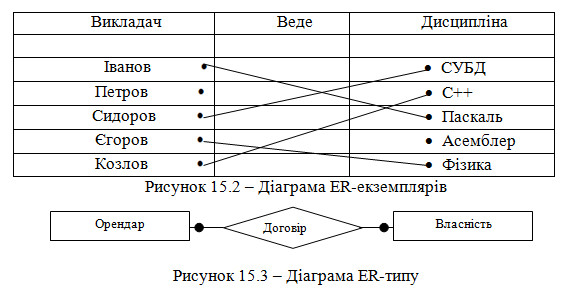 Викладач Веде Дисципліна
Іванов СУБД
Петров С++
Сидоров Паскаль
Єгоров Асемблер
Козлов Фізика
Рисунок 15.2 – Діаграма ER-екземплярів
Орендар Договір Власність
Рисунок 15.3 – Діаграма ER-типу